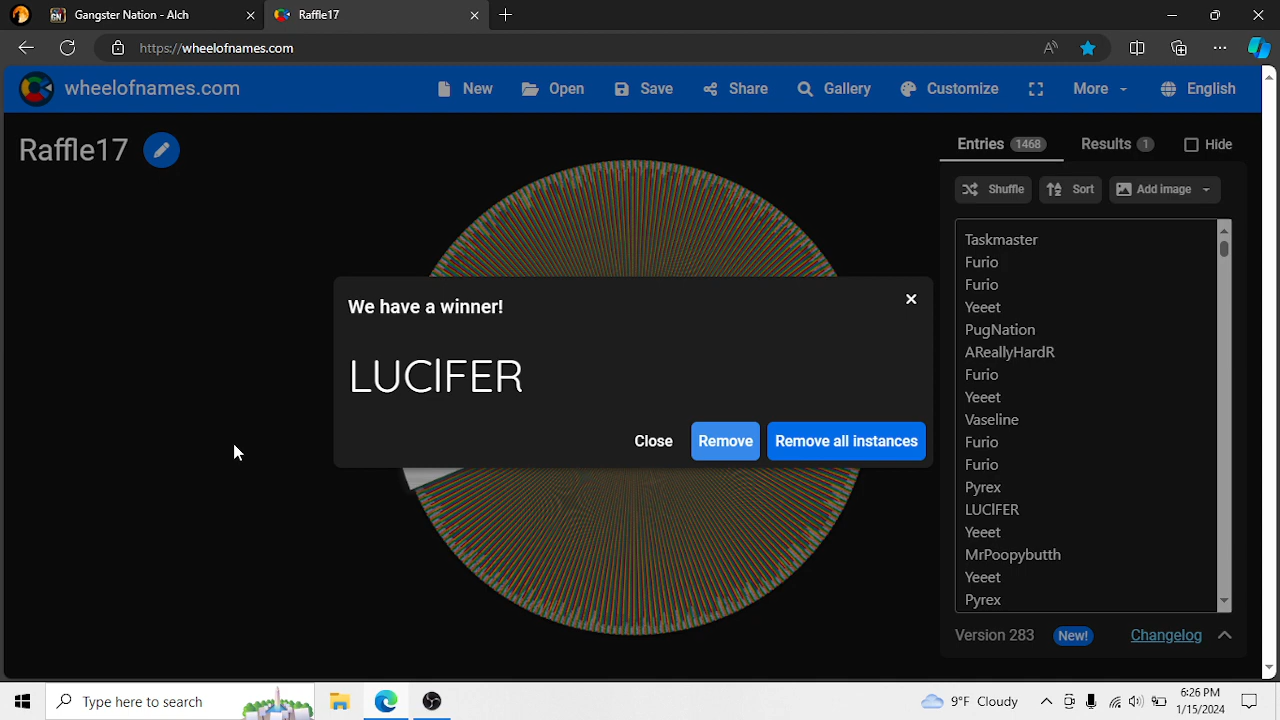 Gangster Nation - Alch
Raffle17
https://wheelofnames.com
wheelofnames.com
New
Open
Save
Share
Gallery
Customize
More
English
Raffle17
Entries 1468
Results 1
Hide
Shuffle
Sort
Add image
Taskmaster
Furio
Furio
Yeeet
PugNation
AReallyHardR
Furio
Yeeet
Vaseline
Furio
Furio
Pyrex
LUClFER
Yeeet
MrPoopybutth
Yeeet
Pyrex
We have a winner!
LUClFER
Close
Remove
Remove all instances
Version 283
New!
Changelog
Type here to search
9°F Cloudy
6:26 PM
1/15/2024